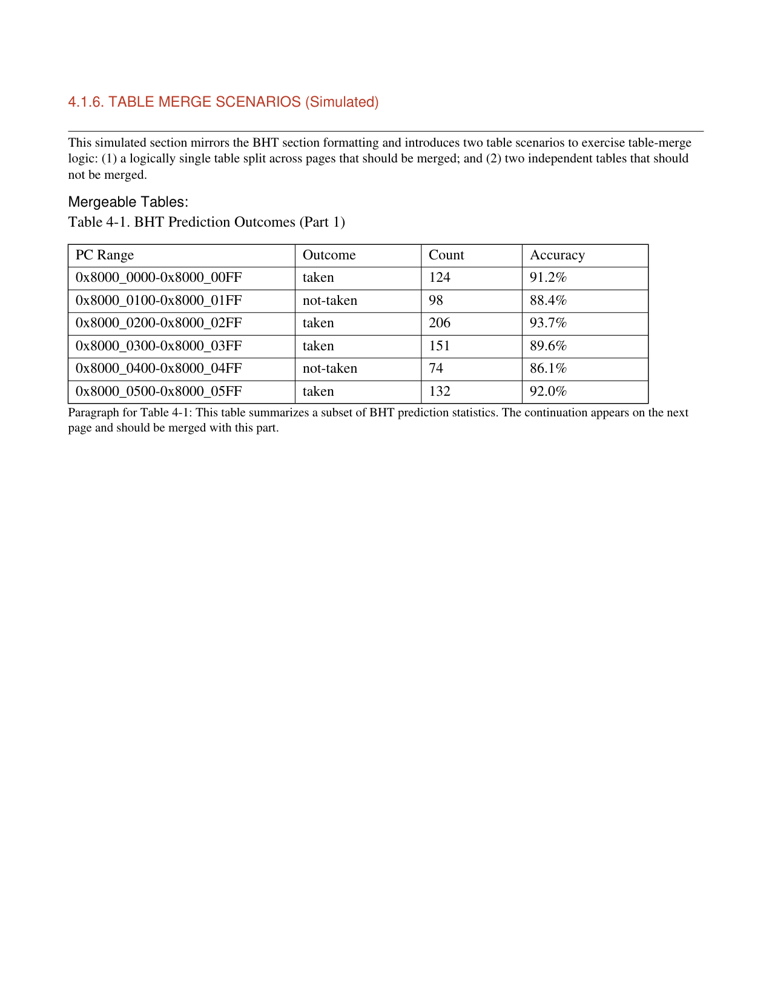 4.1.6. TABLE MERGE SCENARIOS (Simulated)
This simulated section mirrors the BHT section formatting and introduces two table scenarios to exercise table-merge
logic: (1) a logically single table split across pages that should be merged; and (2) two independent tables that should
not be merged.
Mergeable Tables:
Table 4-1. BHT Prediction Outcomes (Part 1)
PC Range Outcome Count Accuracy
0x8000_0000-0x8000_00FF taken 124 91.2%
0x8000_0100-0x8000_01FF not-taken 98 88.4%
0x8000_0200-0x8000_02FF taken 206 93.7%
0x8000_0300-0x8000_03FF taken 151 89.6%
0x8000_0400-0x8000_04FF not-taken 74 86.1%
0x8000_0500-0x8000_05FF taken 132 92.0%
Paragraph for Table 4-1: This table summarizes a subset of BHT prediction statistics. The continuation appears on the next
page and should be merged with this part.